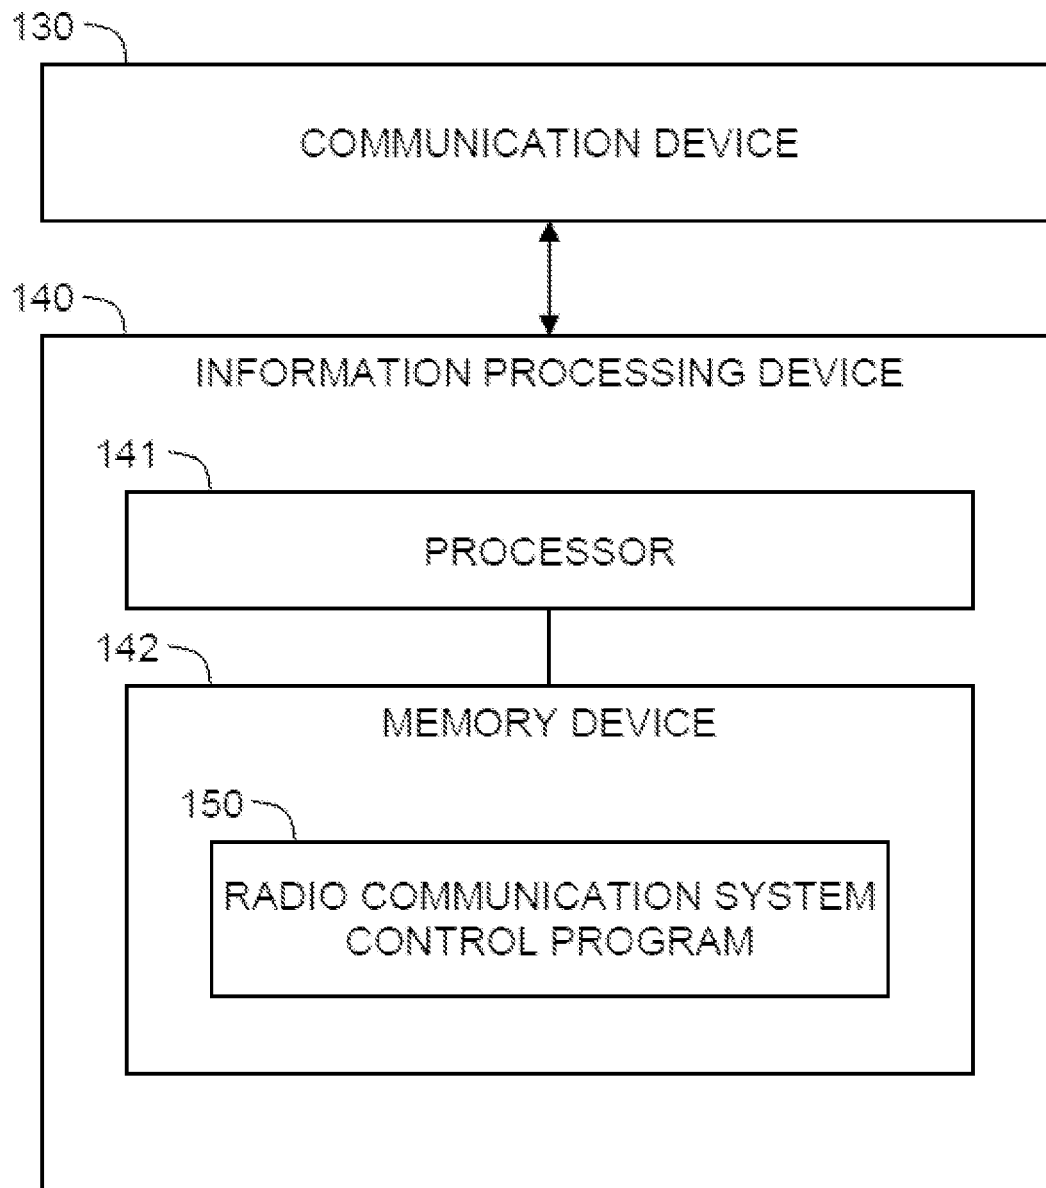 130
COMMUNICATION DEVICE
140
INFORMATION PROCESSING DEVICE
141
PROCESSOR
142
MEMORY DEVICE
150
RADIO COMMUNICATION SYSTEM
CONTROL PROGRAM